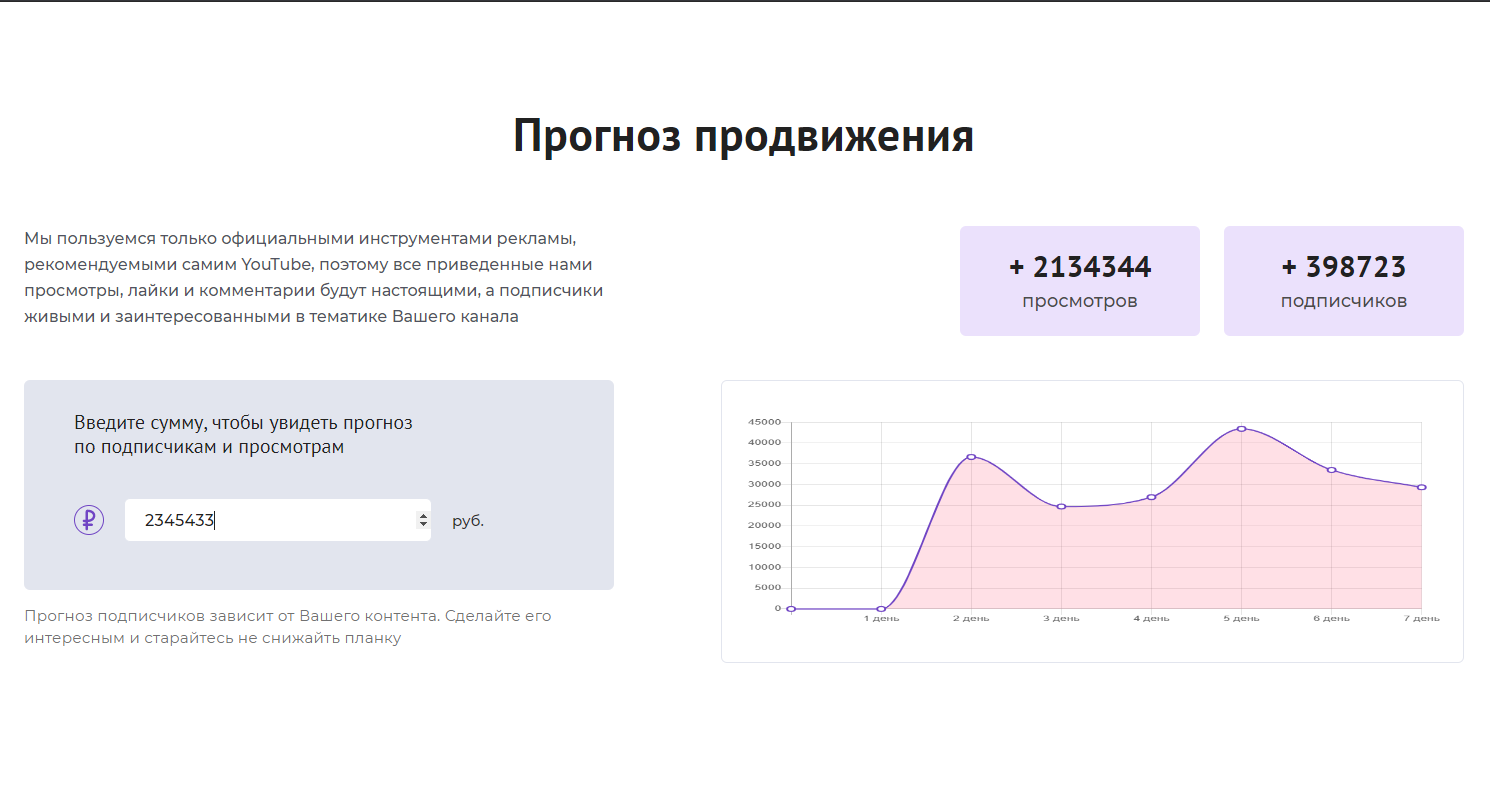 Прогноз продвижения
Мы пользуемся только официальными инструментами рекламы,
рекомендуемыми самим YouTube, поэтому все приведенные нами
просмотры, лайки и комментарии будут настоящими, а подписчики
живыми и заинтересованными в тематике Вашего канала
+ 2134344
просмотров
+ 398723
подписчиков
Введите сумму, чтобы увидеть прогноз
по подписчикам и просмотрам
2345433
руб.
Прогноз подписчиков зависит от Вашего контента. Сделайте его
интересным и старайтесь не снижайть планку
45000
40000
35000
30000
25000
20000
15000
10000
5000
0
1 день 2 день 3 день 4 день 5 день 6 день 7 день